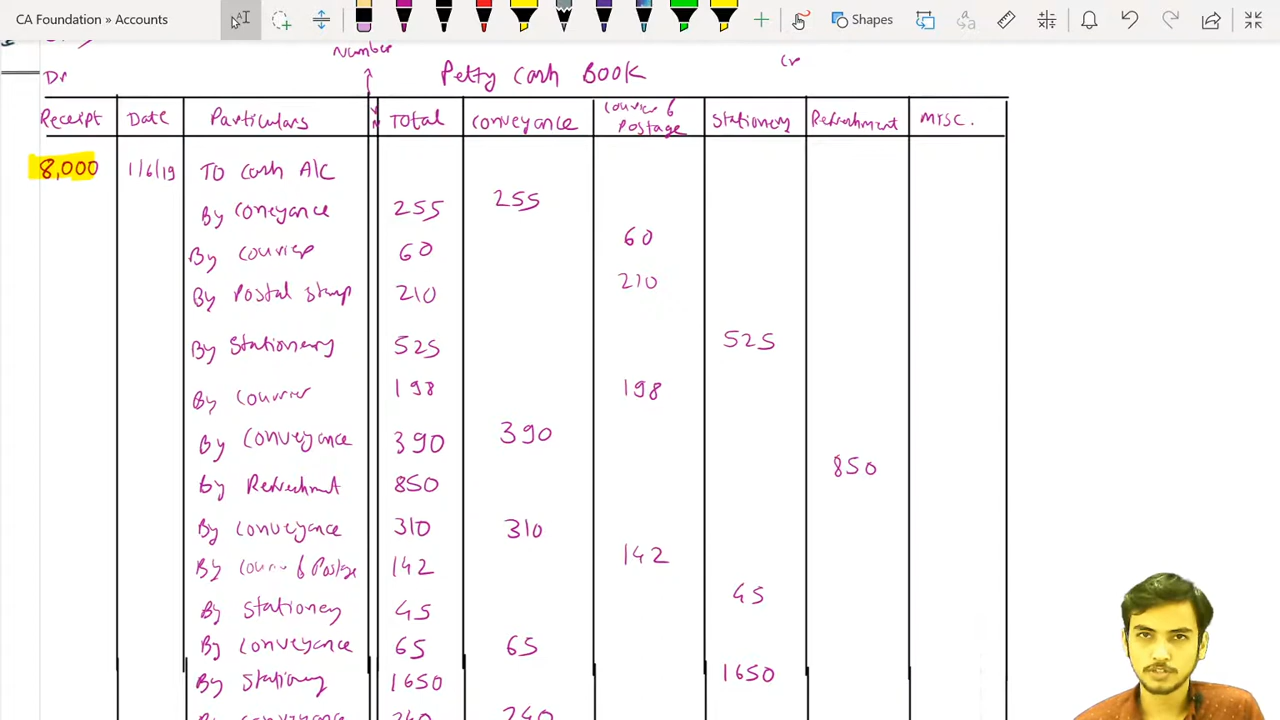 CA Foundation » Accounts
Shapes
Number
Dr Petty Cash BOOK Cr
Receipt Date Particulars Total Conveyance Courier & Postage Stationery Refreshment Misc.
8,000 1/6/19 TO Cash A/C
By Coneyance 255 255
By Courier 60 60
By Postal Stamp 210 210
By Stationery 525 525
By Courier 198 198
By Conveyance 390 390
By Refreshment 850 850
By Conveyance 310 310
By Courier & Postage 142 142
By Stationery 45 45
By Conveyance 65 65
By Stationery 1650 1650
By Conveyance 240 240